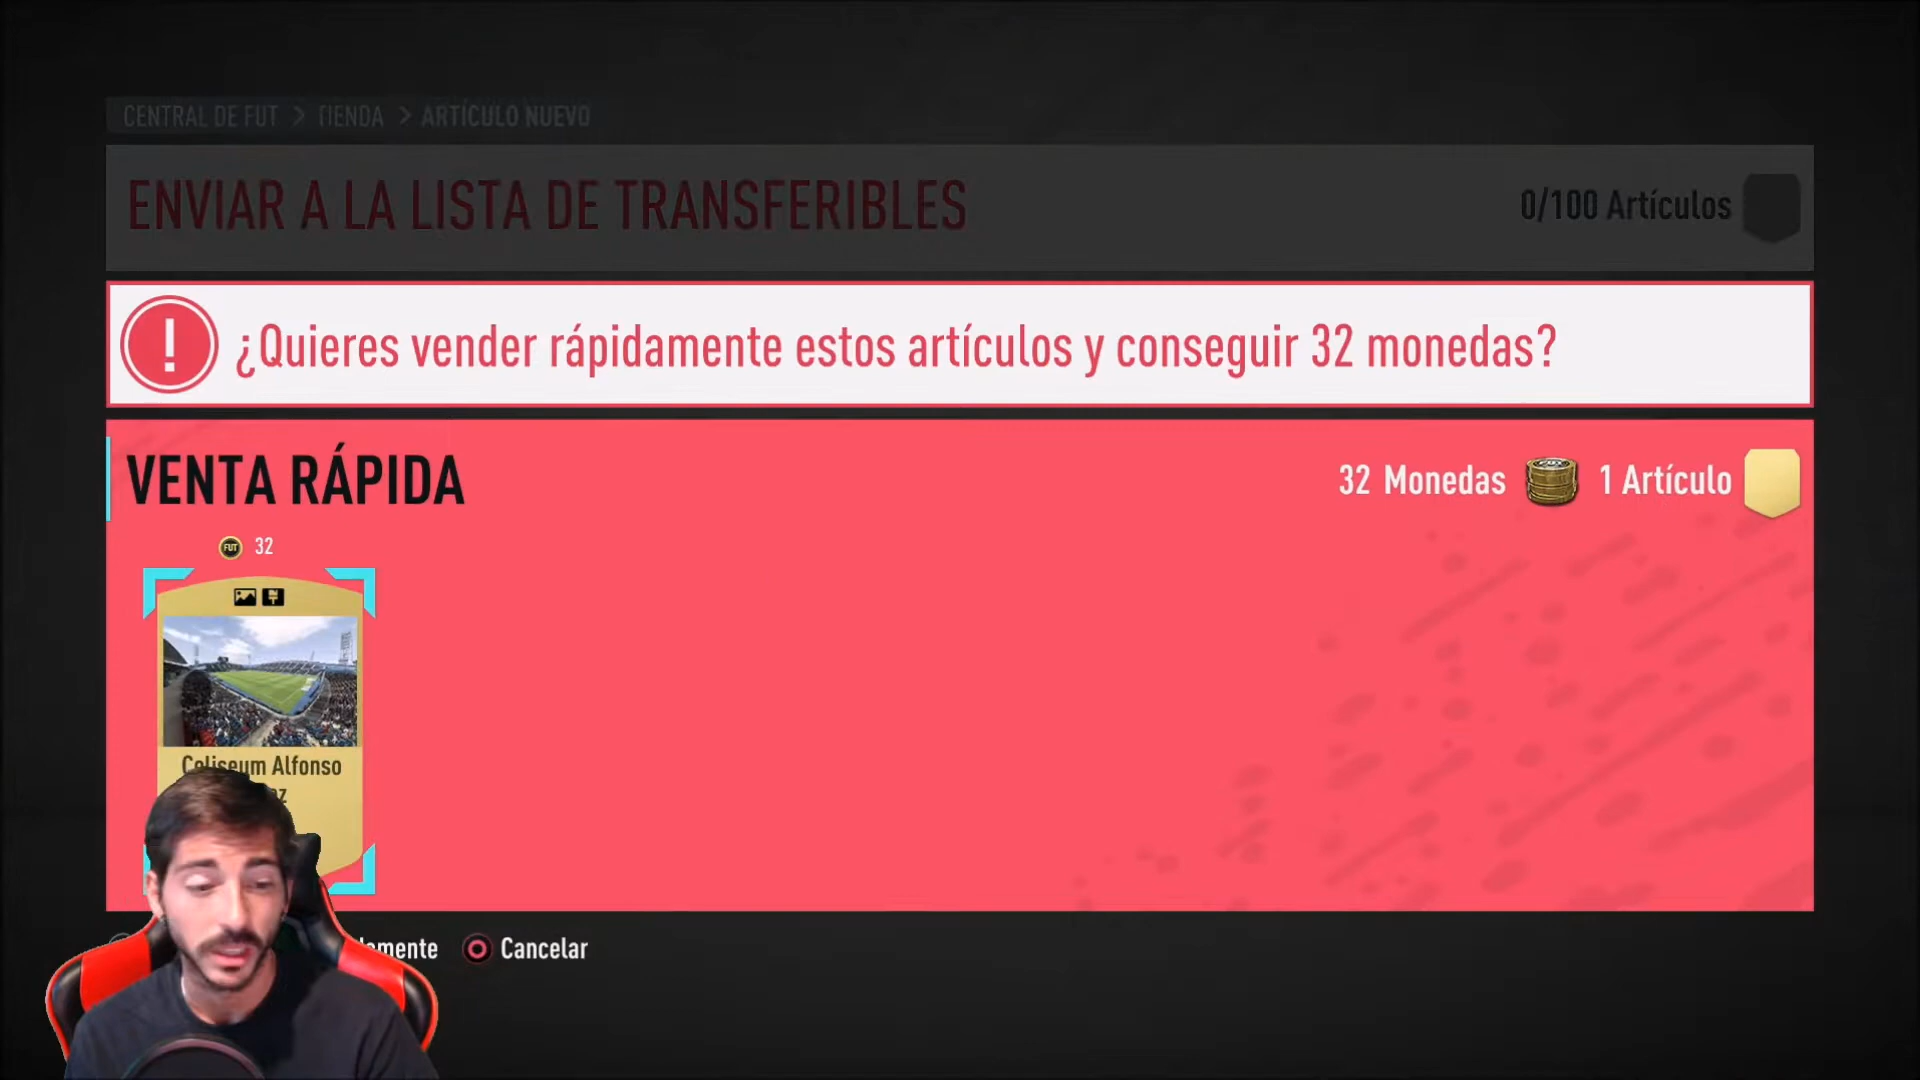 CENTRAL DE FUT > TIENDA > ARTÍCULO NUEVO
ENVIAR A LA LISTA DE TRANSFERIBLES
0/100 Artículos
¿Quieres vender rápidamente estos artículos y conseguir 32 monedas?
VENTA RÁPIDA
32 Monedas
1 Artículo
FUT 32
Coliseum Alfonso
Cancelar